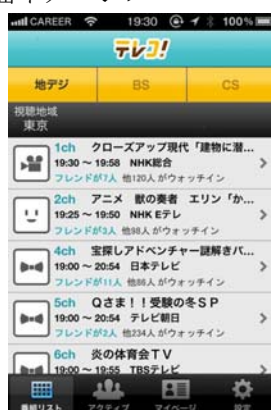 CAREER 19:30 100%
テレコ!
地デジ BS CS
視聴地域
東京
1ch クローズアップ現代「建物に潜...
19:30 ~ 19:58 NHK総合
フレンドが7人 他120人がウォッチイン
2ch アニメ 獣の奏者 エリン「か...
19:25 ~ 19:50 NHK Eテレ
フレンドが3人 他98人がウォッチイン
4ch 宝探しアドベンチャー謎解きバ...
19:00 ~ 20:54 日本テレビ
フレンドが11人 他86人がウォッチイン
5ch Qさま!!受験の冬SP
19:00 ~ 20:54 テレビ朝日
フレンドが2人 他234人がウォッチイン
6ch 炎の体育会TV
19:00 ~ 19:55 TBSテレビ
番組リスト アクティブ マイページ 設定